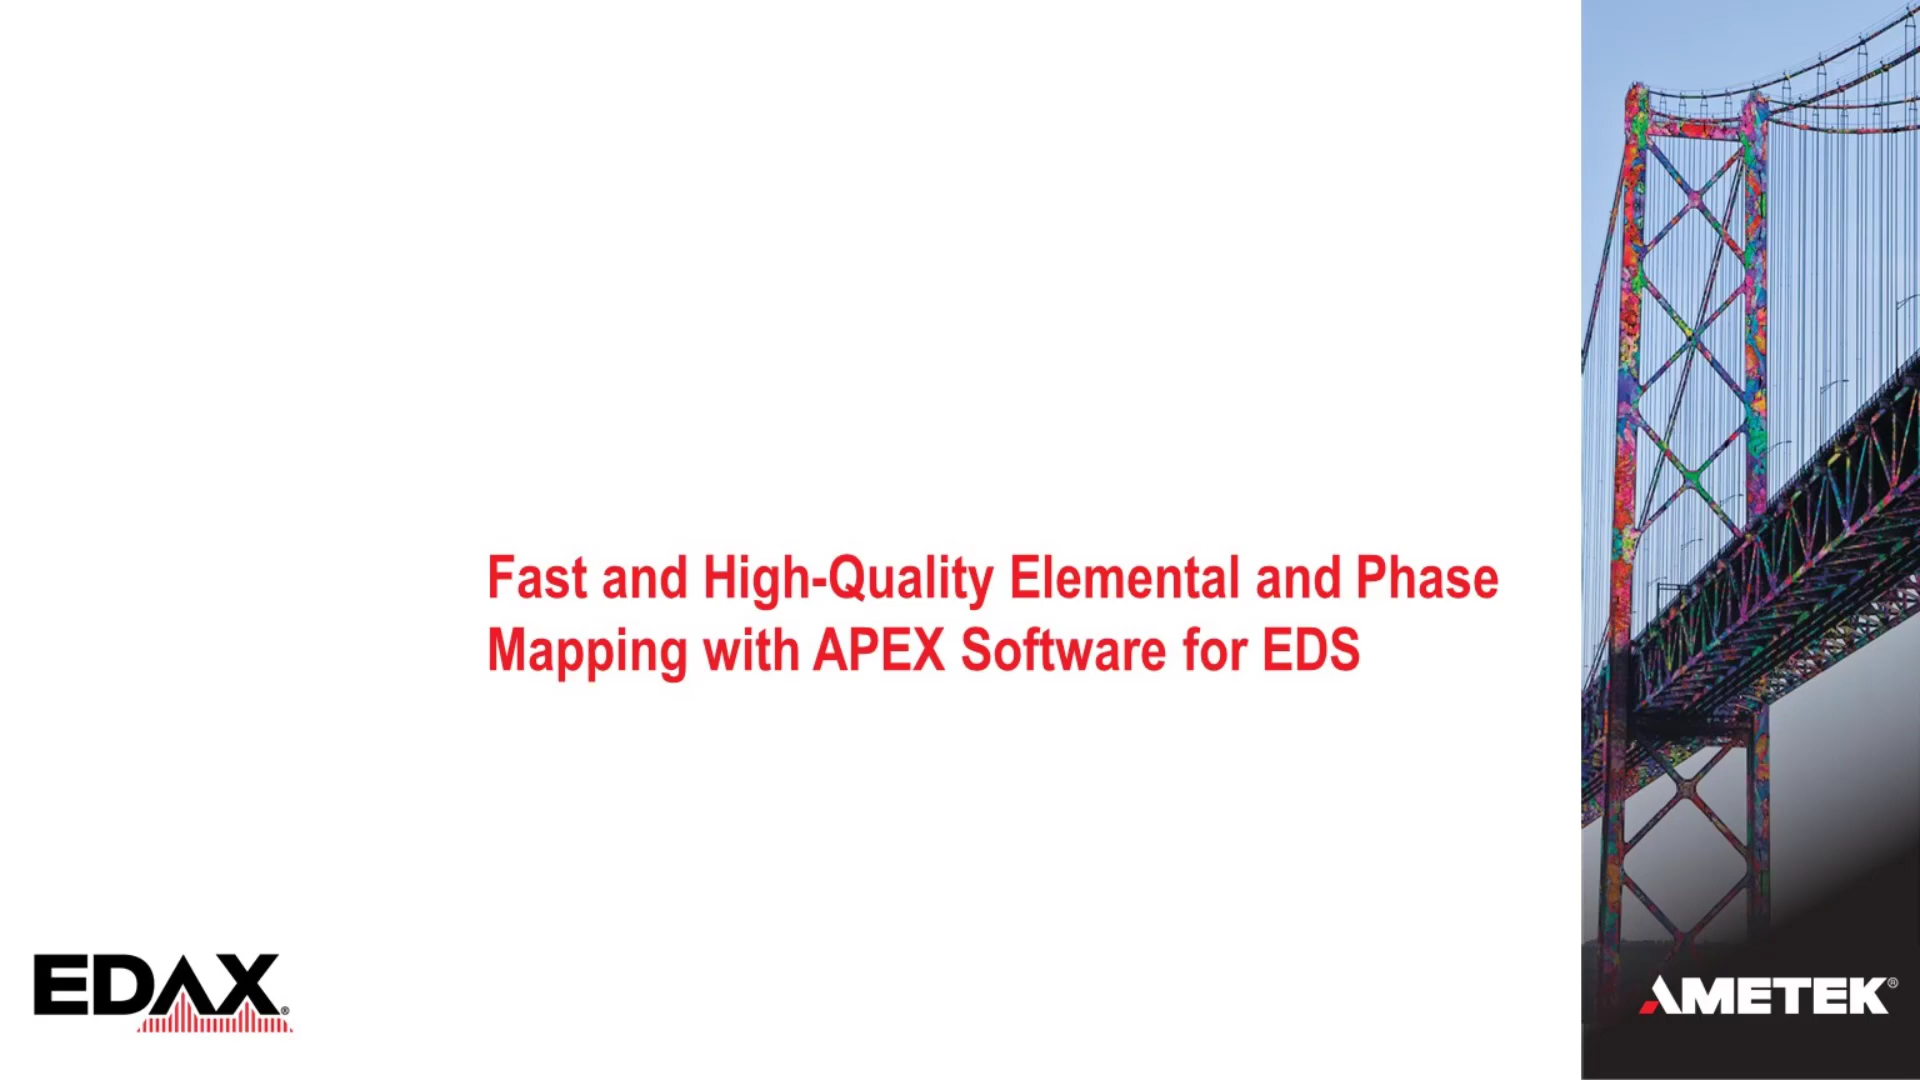 Fast and High-Quality Elemental and Phase
Mapping with APEX Software for EDS
EDAX®
AMETEK®